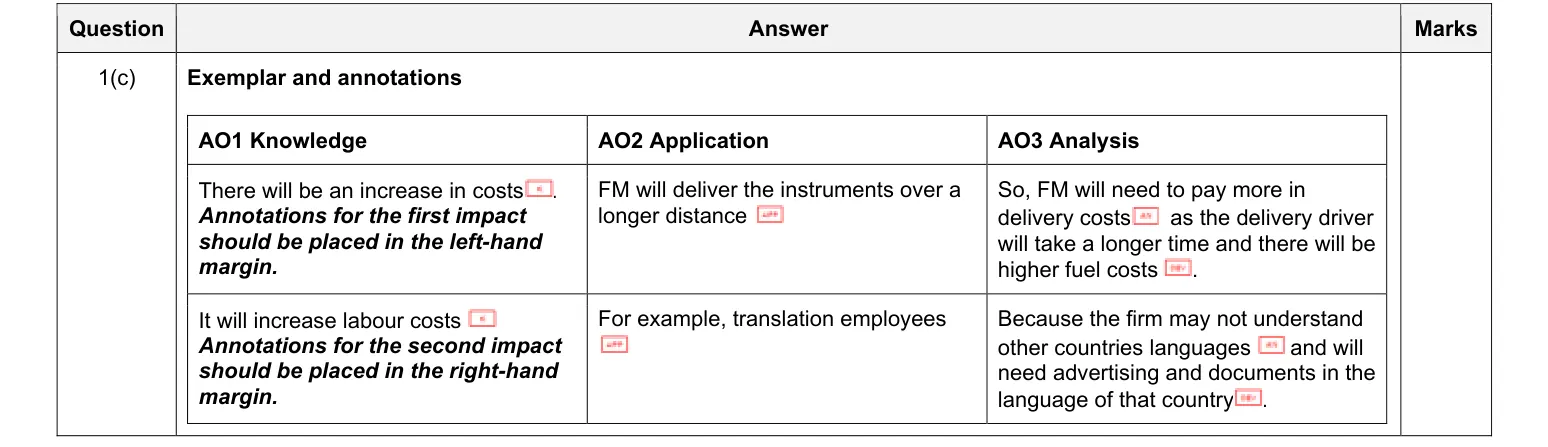 Question Answer Marks
1(c) Exemplar and annotations
AO1 Knowledge AO2 Application AO3 Analysis
There will be an increase in costs.
Annotations for the first impact
should be placed in the left-hand
margin.
FM will deliver the instruments over a
longer distance
So, FM will need to pay more in
delivery costs as the delivery driver
will take a longer time and there will be
higher fuel costs .
It will increase labour costs
Annotations for the second impact
should be placed in the right-hand
margin.
For example, translation employees
Because the firm may not understand
other countries languages and will
need advertising and documents in the
language of that country.